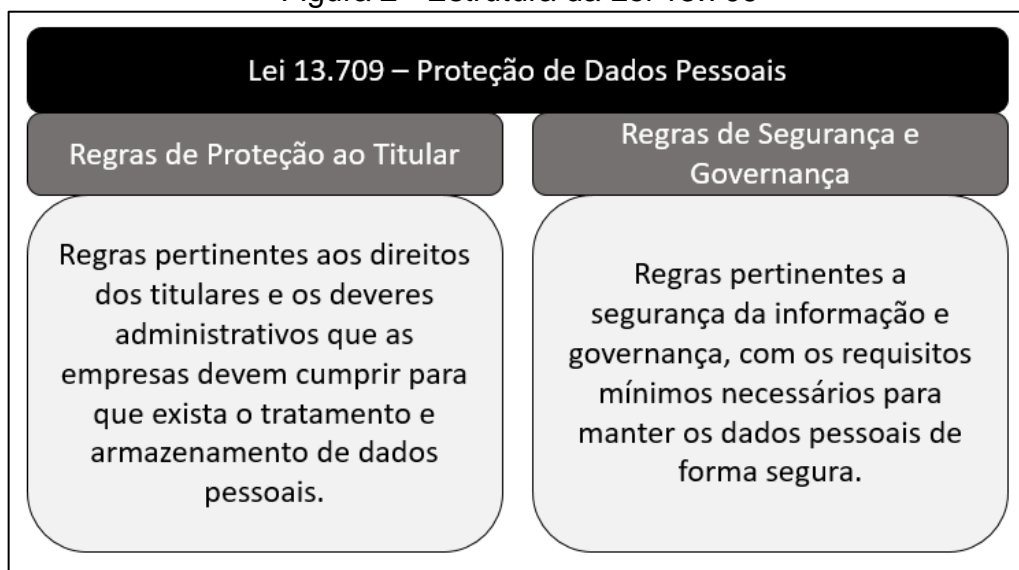 Lei 13.709 – Proteção de Dados Pessoais
Regras de Proteção ao Titular
Regras de Segurança e
Governança
Regras pertinentes aos direitos
dos titulares e os deveres
administrativos que as
empresas devem cumprir para
que exista o tratamento e
armazenamento de dados
pessoais.
Regras pertinentes a
segurança da informação e
governança, com os requisitos
mínimos necessários para
manter os dados pessoais de
forma segura.